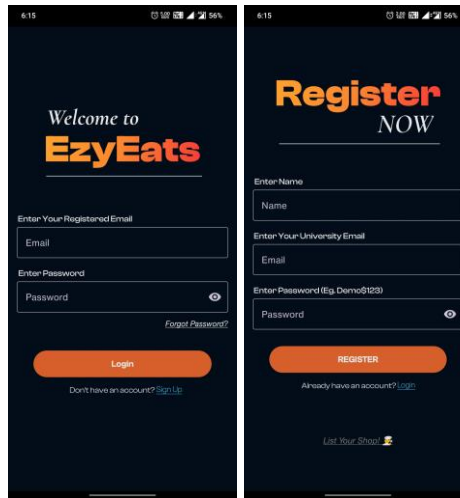 6:15
56%
Welcome to
EzyEats
Enter Your Registered Email
Email
Enter Password
Password
Forgot Password?
Login
Don't have an account? Sign Up
6:15
56%
Register
NOW
Enter Name
Name
Enter Your University Email
Email
Enter Password (Eg. Demo$123)
Password
REGISTER
Already have an account? Login
List Your Shop!